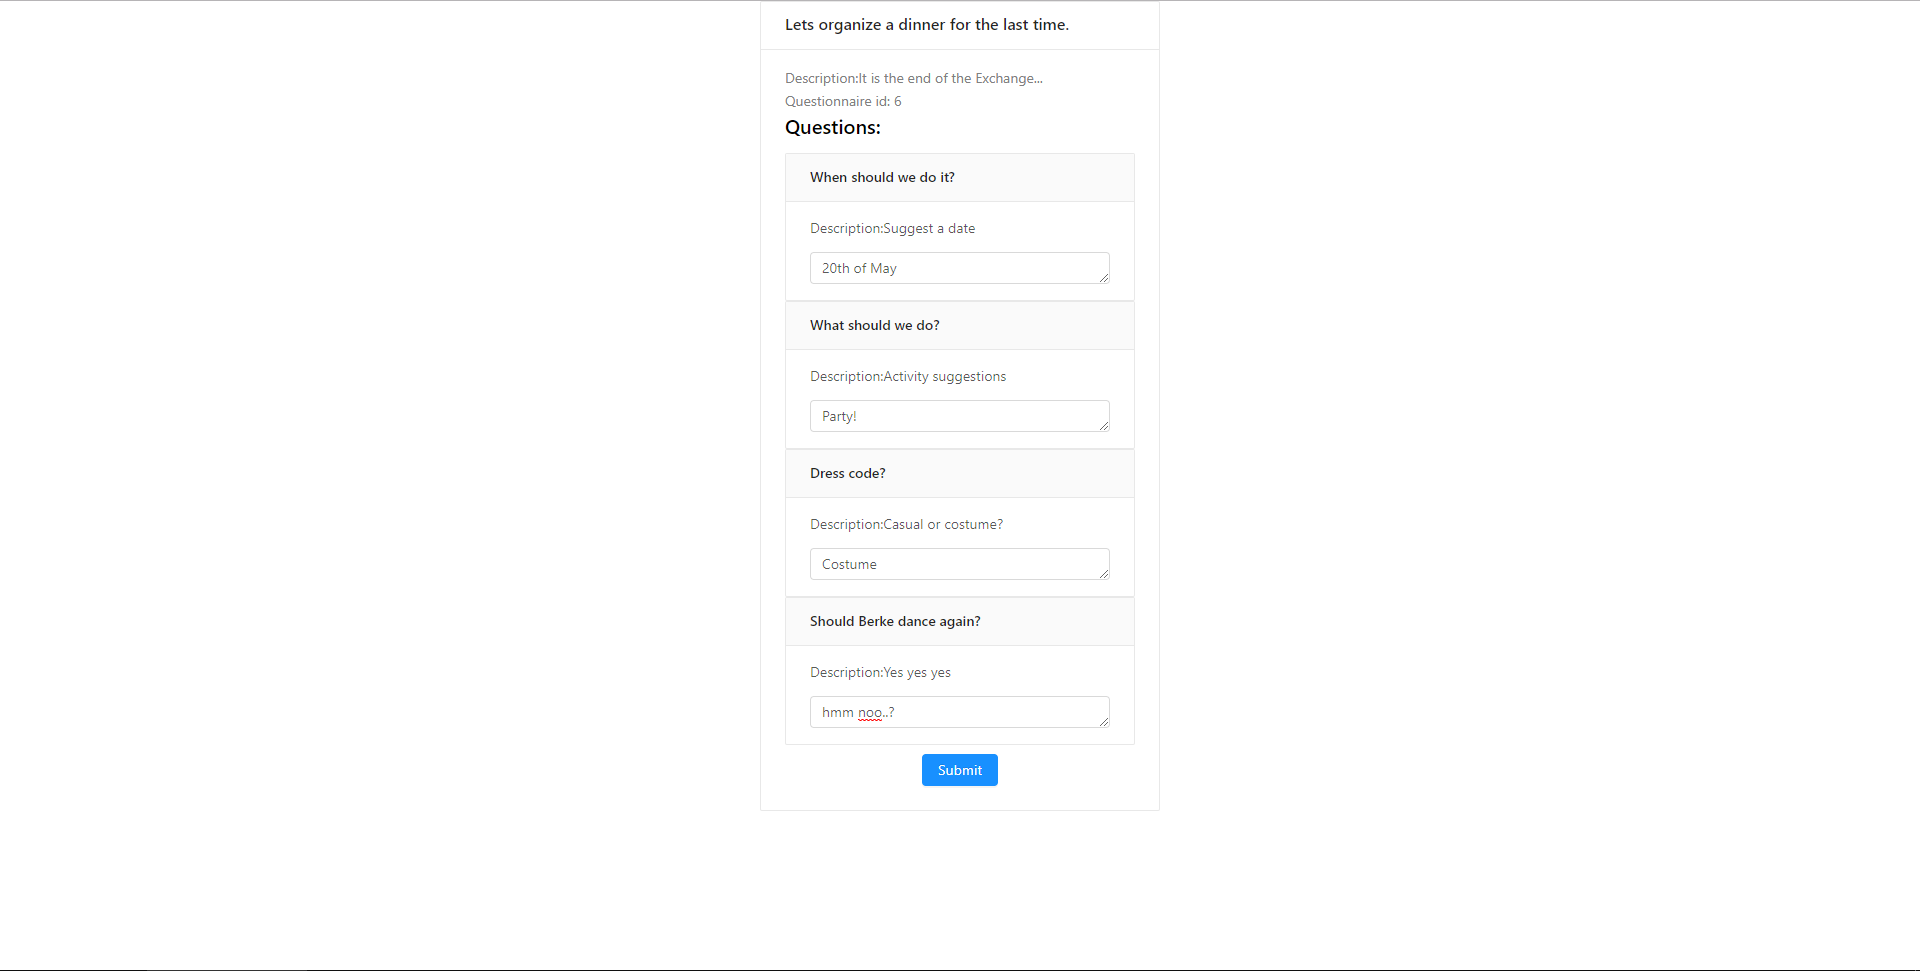 Lets organize a dinner for the last time.
Description:It is the end of the Exchange...
Questionnaire id: 6
Questions:
When should we do it?
Description:Suggest a date
20th of May
What should we do?
Description:Activity suggestions
Party!
Dress code?
Description:Casual or costume?
Costume
Should Berke dance again?
Description:Yes yes yes
hmm noo..?
Submit